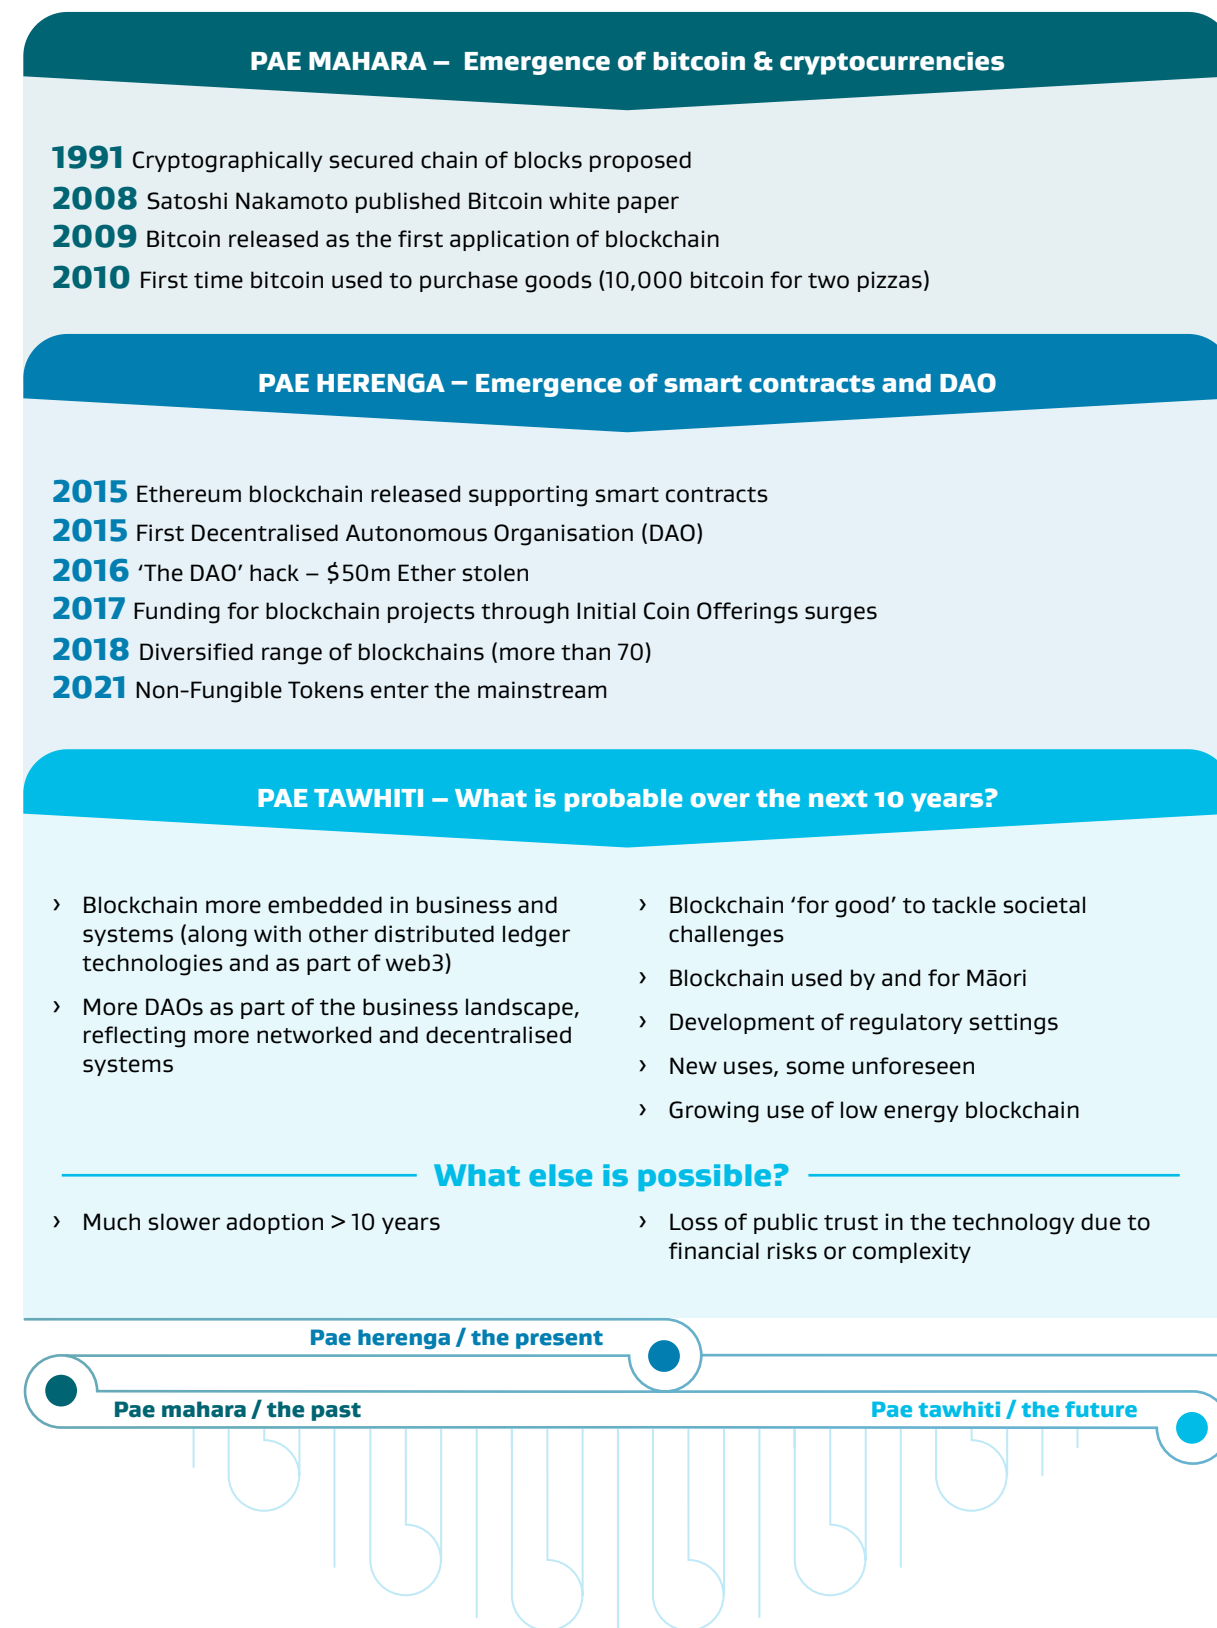 PAE MAHARA – Emergence of bitcoin & cryptocurrencies
1991 Cryptographically secured chain of blocks proposed
2008 Satoshi Nakamoto published Bitcoin white paper
2009 Bitcoin released as the first application of blockchain
2010 First time bitcoin used to purchase goods (10,000 bitcoin for two pizzas)
PAE HERENGA – Emergence of smart contracts and DAO
2015 Ethereum blockchain released supporting smart contracts
2015 First Decentralised Autonomous Organisation (DAO)
2016 ‘The DAO’ hack – $50m Ether stolen
2017 Funding for blockchain projects through Initial Coin Offerings surges
2018 Diversified range of blockchains (more than 70)
2021 Non-Fungible Tokens enter the mainstream
PAE TAWHITI – What is probable over the next 10 years?
› Blockchain more embedded in business and
systems (along with other distributed ledger
technologies and as part of web3)
› More DAOs as part of the business landscape,
reflecting more networked and decentralised
systems
› Blockchain ‘for good’ to tackle societal
challenges
› Blockchain used by and for Māori
› Development of regulatory settings
› New uses, some unforeseen
› Growing use of low energy blockchain
What else is possible?
› Much slower adoption > 10 years
› Loss of public trust in the technology due to
financial risks or complexity
Pae herenga / the present
Pae mahara / the past
Pae tawhiti / the future